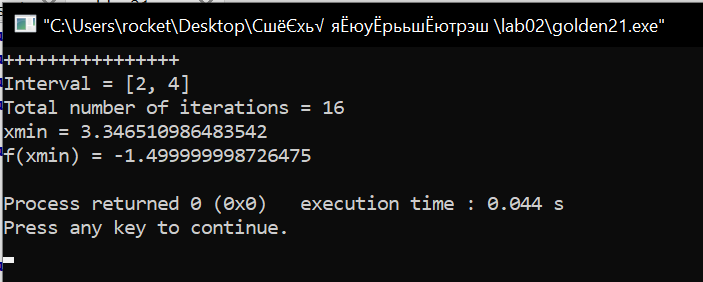 "C:\Users\rocket\Desktop\СшёЄхь√ яЁюуЁрььшЁютрэш \lab02\golden21.exe"
++++++++++++++++
Interval = [2, 4]
Total number of iterations = 16
xmin = 3.346510986483542
f(xmin) = -1.499999998726475
Process returned 0 (0x0)   execution time : 0.044 s
Press any key to continue.